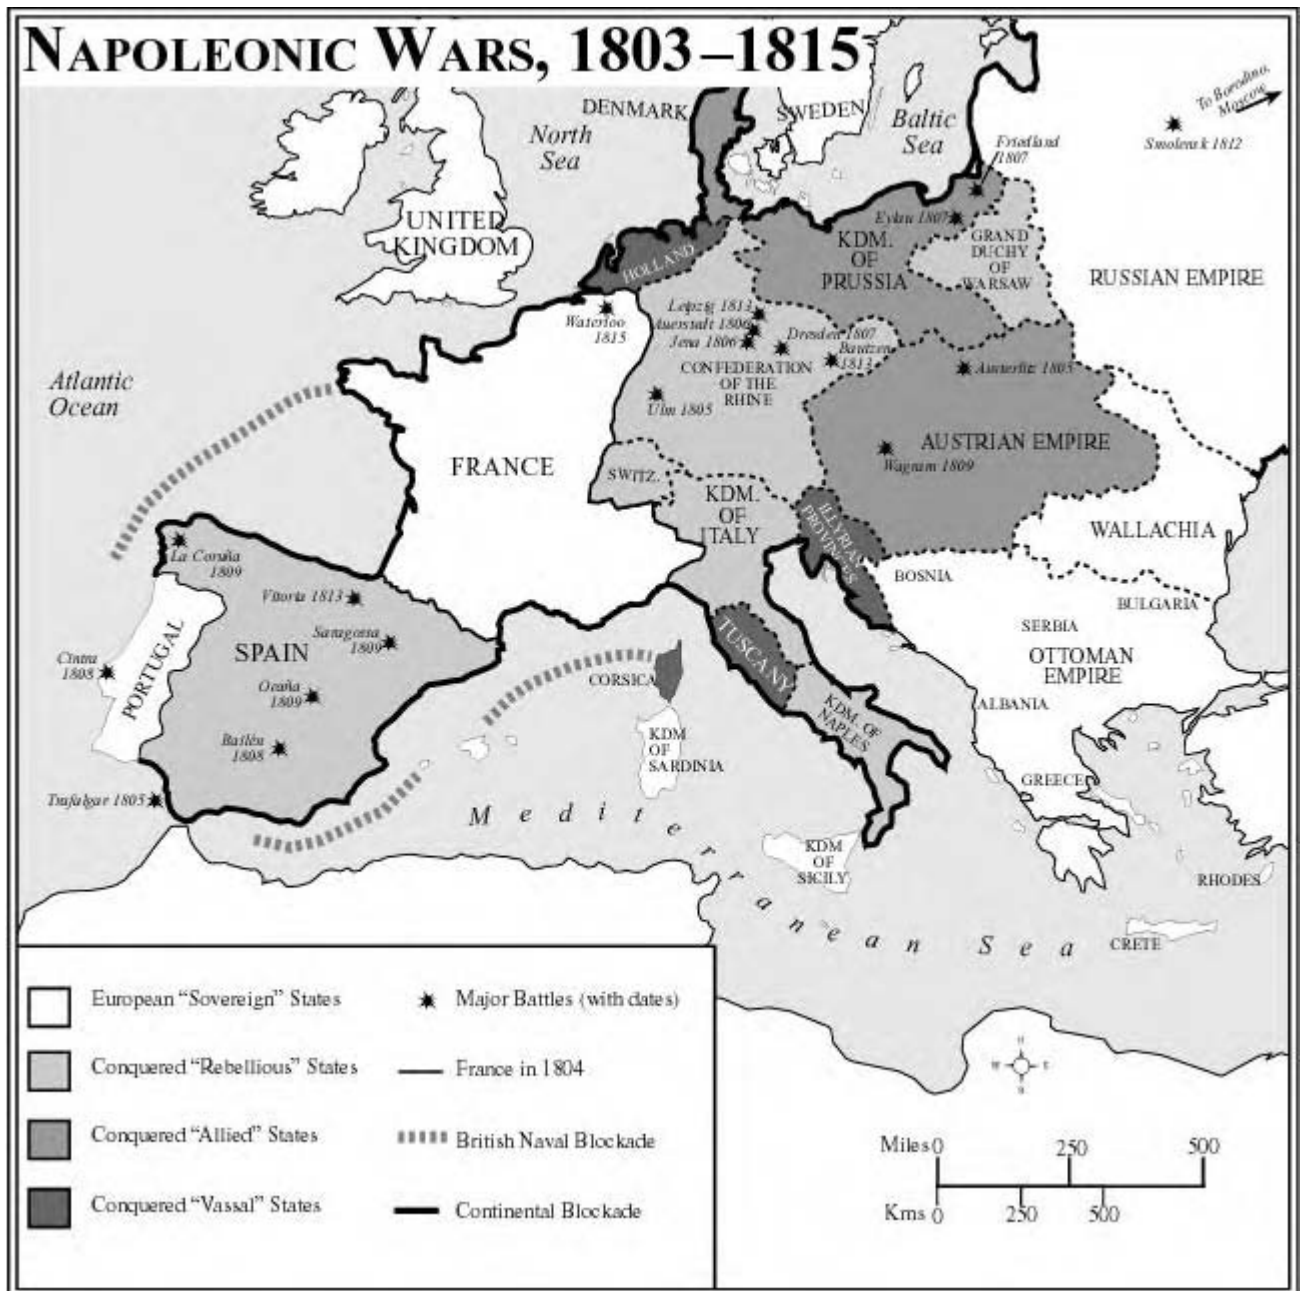 NAPOLEONIC WARS, 1803–1815
To Borodino,
Moscow
Smolensk 1812
DENMARK
SWEDEN
Baltic
Sea
North
Sea
Friedland
1807
Eylau 1807
UNITED
KINGDOM
HOLLAND
KDM.
OF
PRUSSIA
GRAND
DUCHY
OF
WARSAW
RUSSIAN EMPIRE
Waterloo
1815
Leipzig 1813
Auerstalt 1806
Jena 1806
Dresden 1807
Bautzen
1813
CONFEDERATION
OF THE
RHINE
Austerlitz 1805
Atlantic
Ocean
Ulm 1805
AUSTRIAN EMPIRE
Wagram 1809
FRANCE
SWITZ.
KDM.
OF
ITALY
ILLYRIAN
PROVINCES
WALLACHIA
La Coruña
1809
BOSNIA
BULGARIA
Vitoria 1813
SERBIA
Saragossa
1809
SPAIN
PORTUGAL
Cintra
1808
TUSCANY
OTTOMAN
EMPIRE
CORSICA
Ocaña
1809
ALBANIA
KDM. OF
NAPLES
KDM
OF
SARDINIA
Bailén
1808
GREECE
Trafalgar 1805
Mediterranean Sea
KDM
OF
SICILY
RHODES
CRETE
European “Sovereign” States
Major Battles (with dates)
Conquered “Rebellious” States
France in 1804
Conquered “Allied” States
British Naval Blockade
Conquered “Vassal” States
Continental Blockade
N
W E
S
Miles 0 250 500
Kms 0 250 500